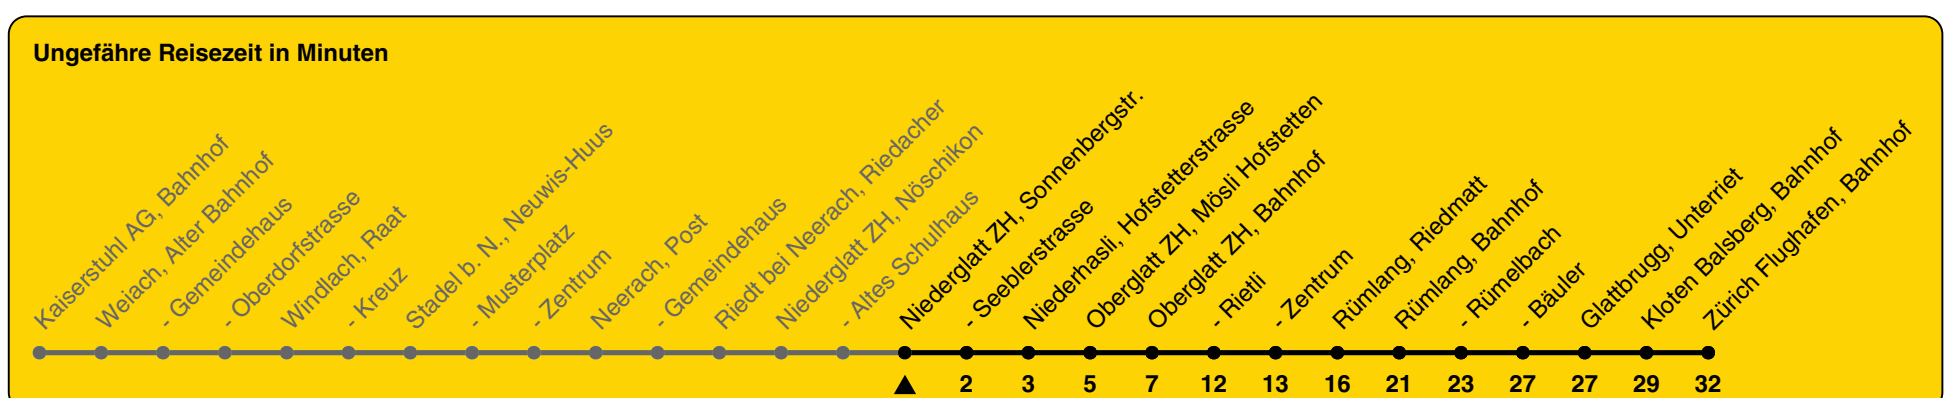 Ungefähre Reisezeit in Minuten
Kaiserstuhl AG, Bahnhof
Weiach, Alter Bahnhof
- Gemeindehaus
- Oberdorfstrasse
Windlach, Raat
- Kreuz
Stadel b. N., Neuwis-Huus
- Musterplatz
- Zentrum
Neerach, Post
- Gemeindehaus
Riedt bei Neerach, Riedacher
Niederglatt ZH, Nöschikon
- Altes Schulhaus
Niederglatt ZH, Sonnenbergstr.
- Seeblerstrasse
Niederhasli, Hofstetterstrasse
Oberglatt ZH, Mösli Hofstetten
Oberglatt ZH, Bahnhof
- Rietli
- Zentrum
Rümlang, Riedmatt
Rümlang, Bahnhof
- Rümelbach
- Bäuler
Glattbrugg, Unterriet
Kloten Balsberg, Bahnhof
Zürich Flughafen, Bahnhof
2 3 5 7 12 13 16 21 23 27 27 29 32